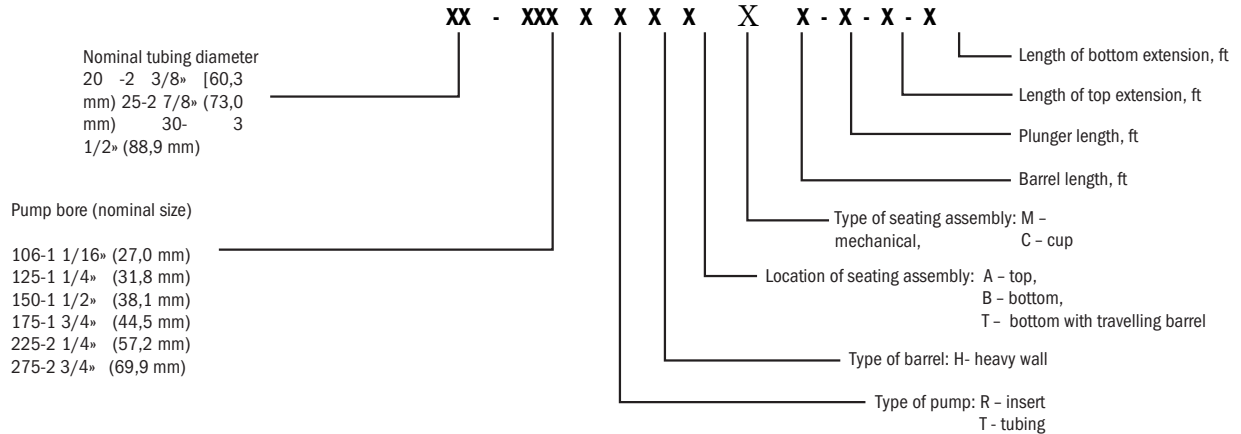 XX - XXX X X X X X X - X - X - X
Nominal tubing diameter
20 -2 3/8» [60,3
mm) 25-2 7/8» (73,0
mm) 30- 3
1/2» (88,9 mm)
Length of bottom extension, ft
Length of top extension, ft
Plunger length, ft
Barrel length, ft
Pump bore (nominal size)
106-1 1/16» (27,0 mm)
125-1 1/4» (31,8 mm)
150-1 1/2» (38,1 mm)
175-1 3/4» (44,5 mm)
225-2 1/4» (57,2 mm)
275-2 3/4» (69,9 mm)
Type of seating assembly: M –
mechanical, C – cup
Location of seating assembly: A – top,
B – bottom,
T – bottom with travelling barrel
Type of barrel: H- heavy wall
Type of pump: R – insert
T - tubing